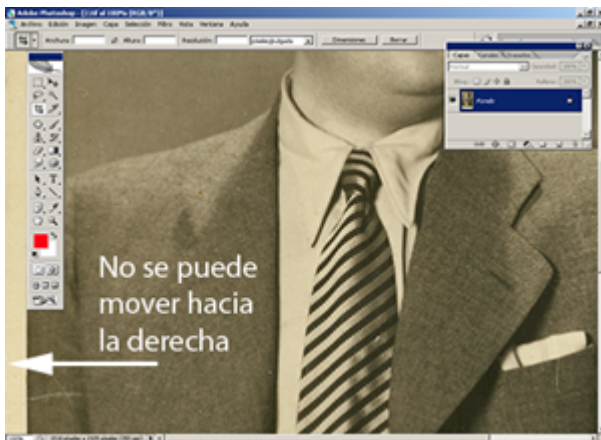 Adobe Photoshop
Archivo Edición Imagen Capa Selección Filtro Vista Ventana Ayuda
Anchura: Altura: Resolución: Dimensiones Borrar
Capas
Normal
Fondo
No se puede
mover hacia
la derecha